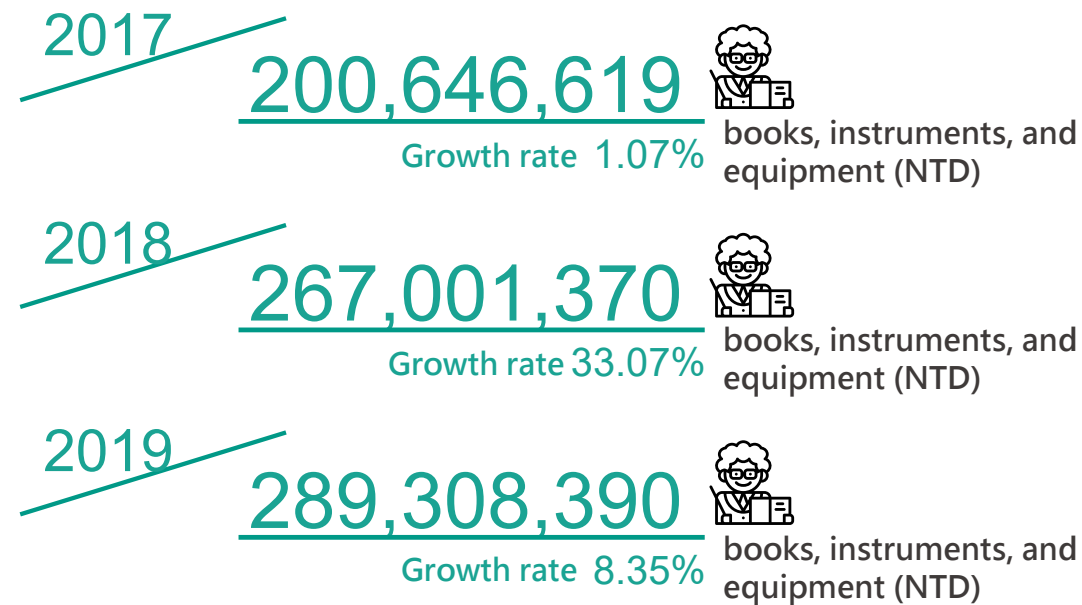 2017
200,646,619
Growth rate 1.07%
books, instruments, and
equipment (NTD)
2018
267,001,370
Growth rate 33.07%
books, instruments, and
equipment (NTD)
2019
289,308,390
Growth rate 8.35%
books, instruments, and
equipment (NTD)